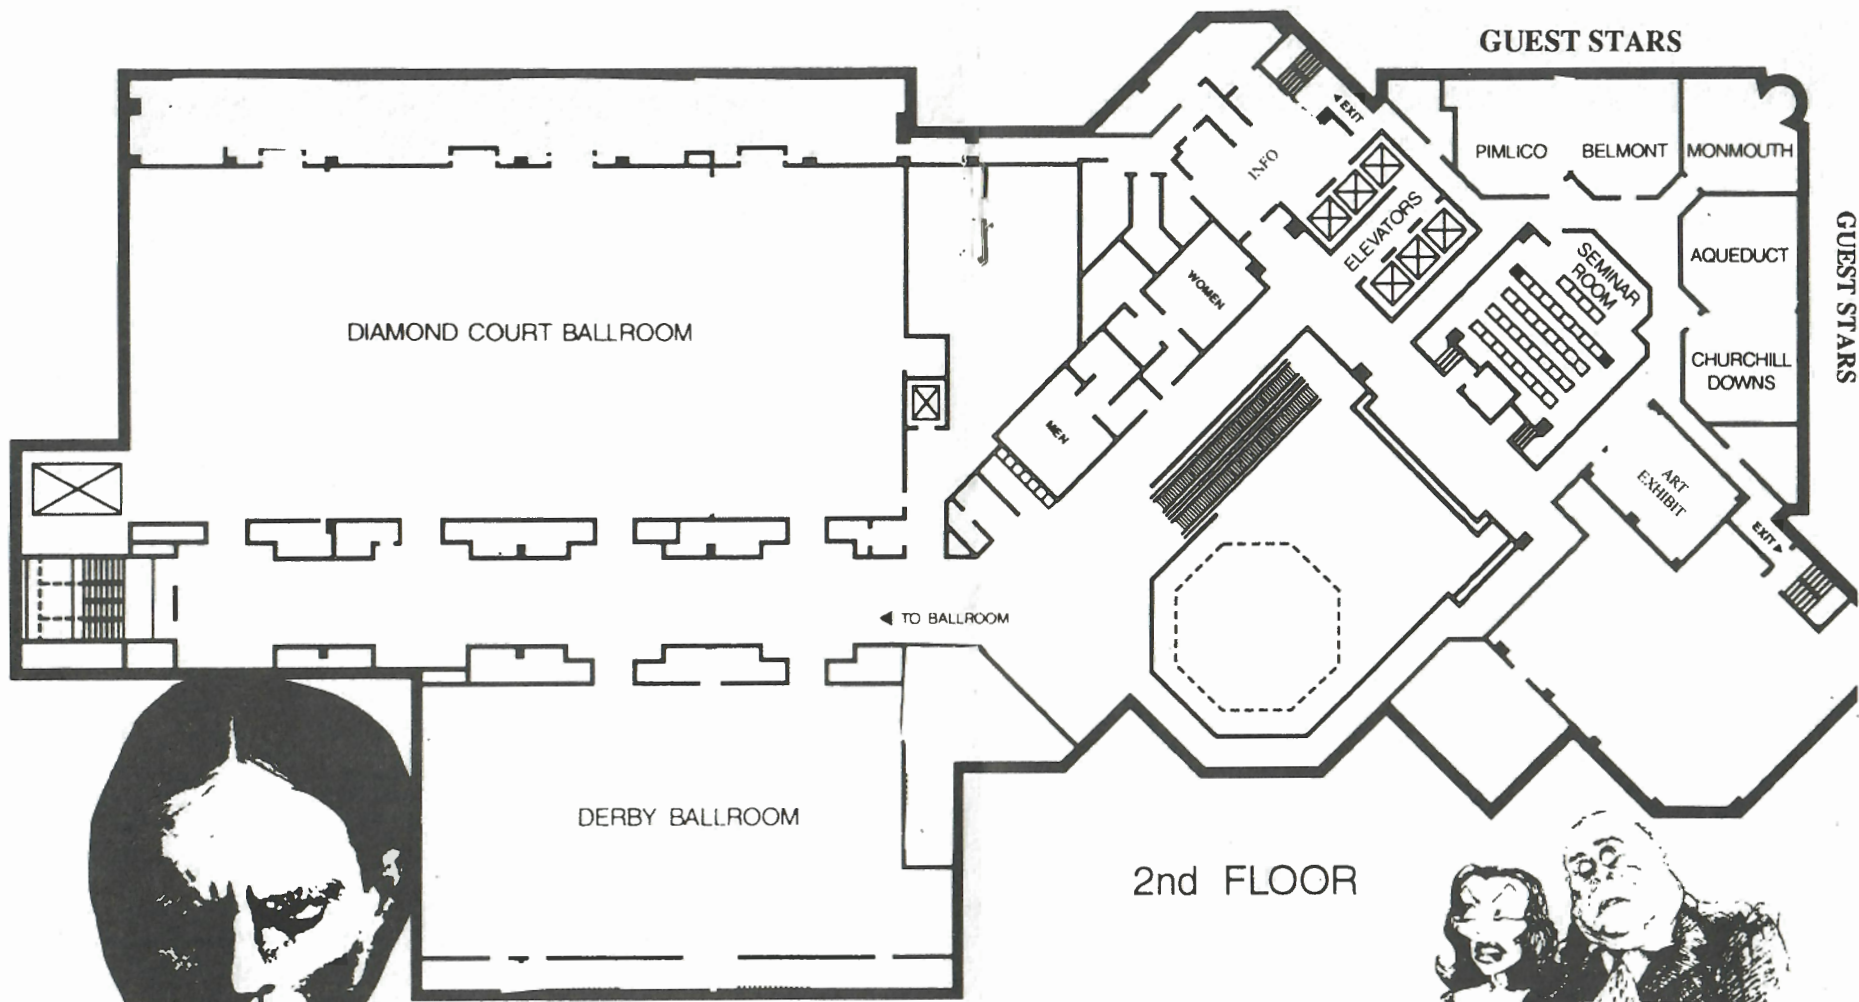 GUEST STARS
◄ EXIT
PIMLICO
BELMONT
MONMOUTH
INFO
ELEVATORS
GUEST STARS
AQUEDUCT
SEMINAR
ROOM
WOMEN
DIAMOND COURT BALLROOM
CHURCHILL
DOWNS
MEN
ART
EXHIBIT
EXIT ►
◄ TO BALLROOM
DERBY BALLROOM
2nd FLOOR